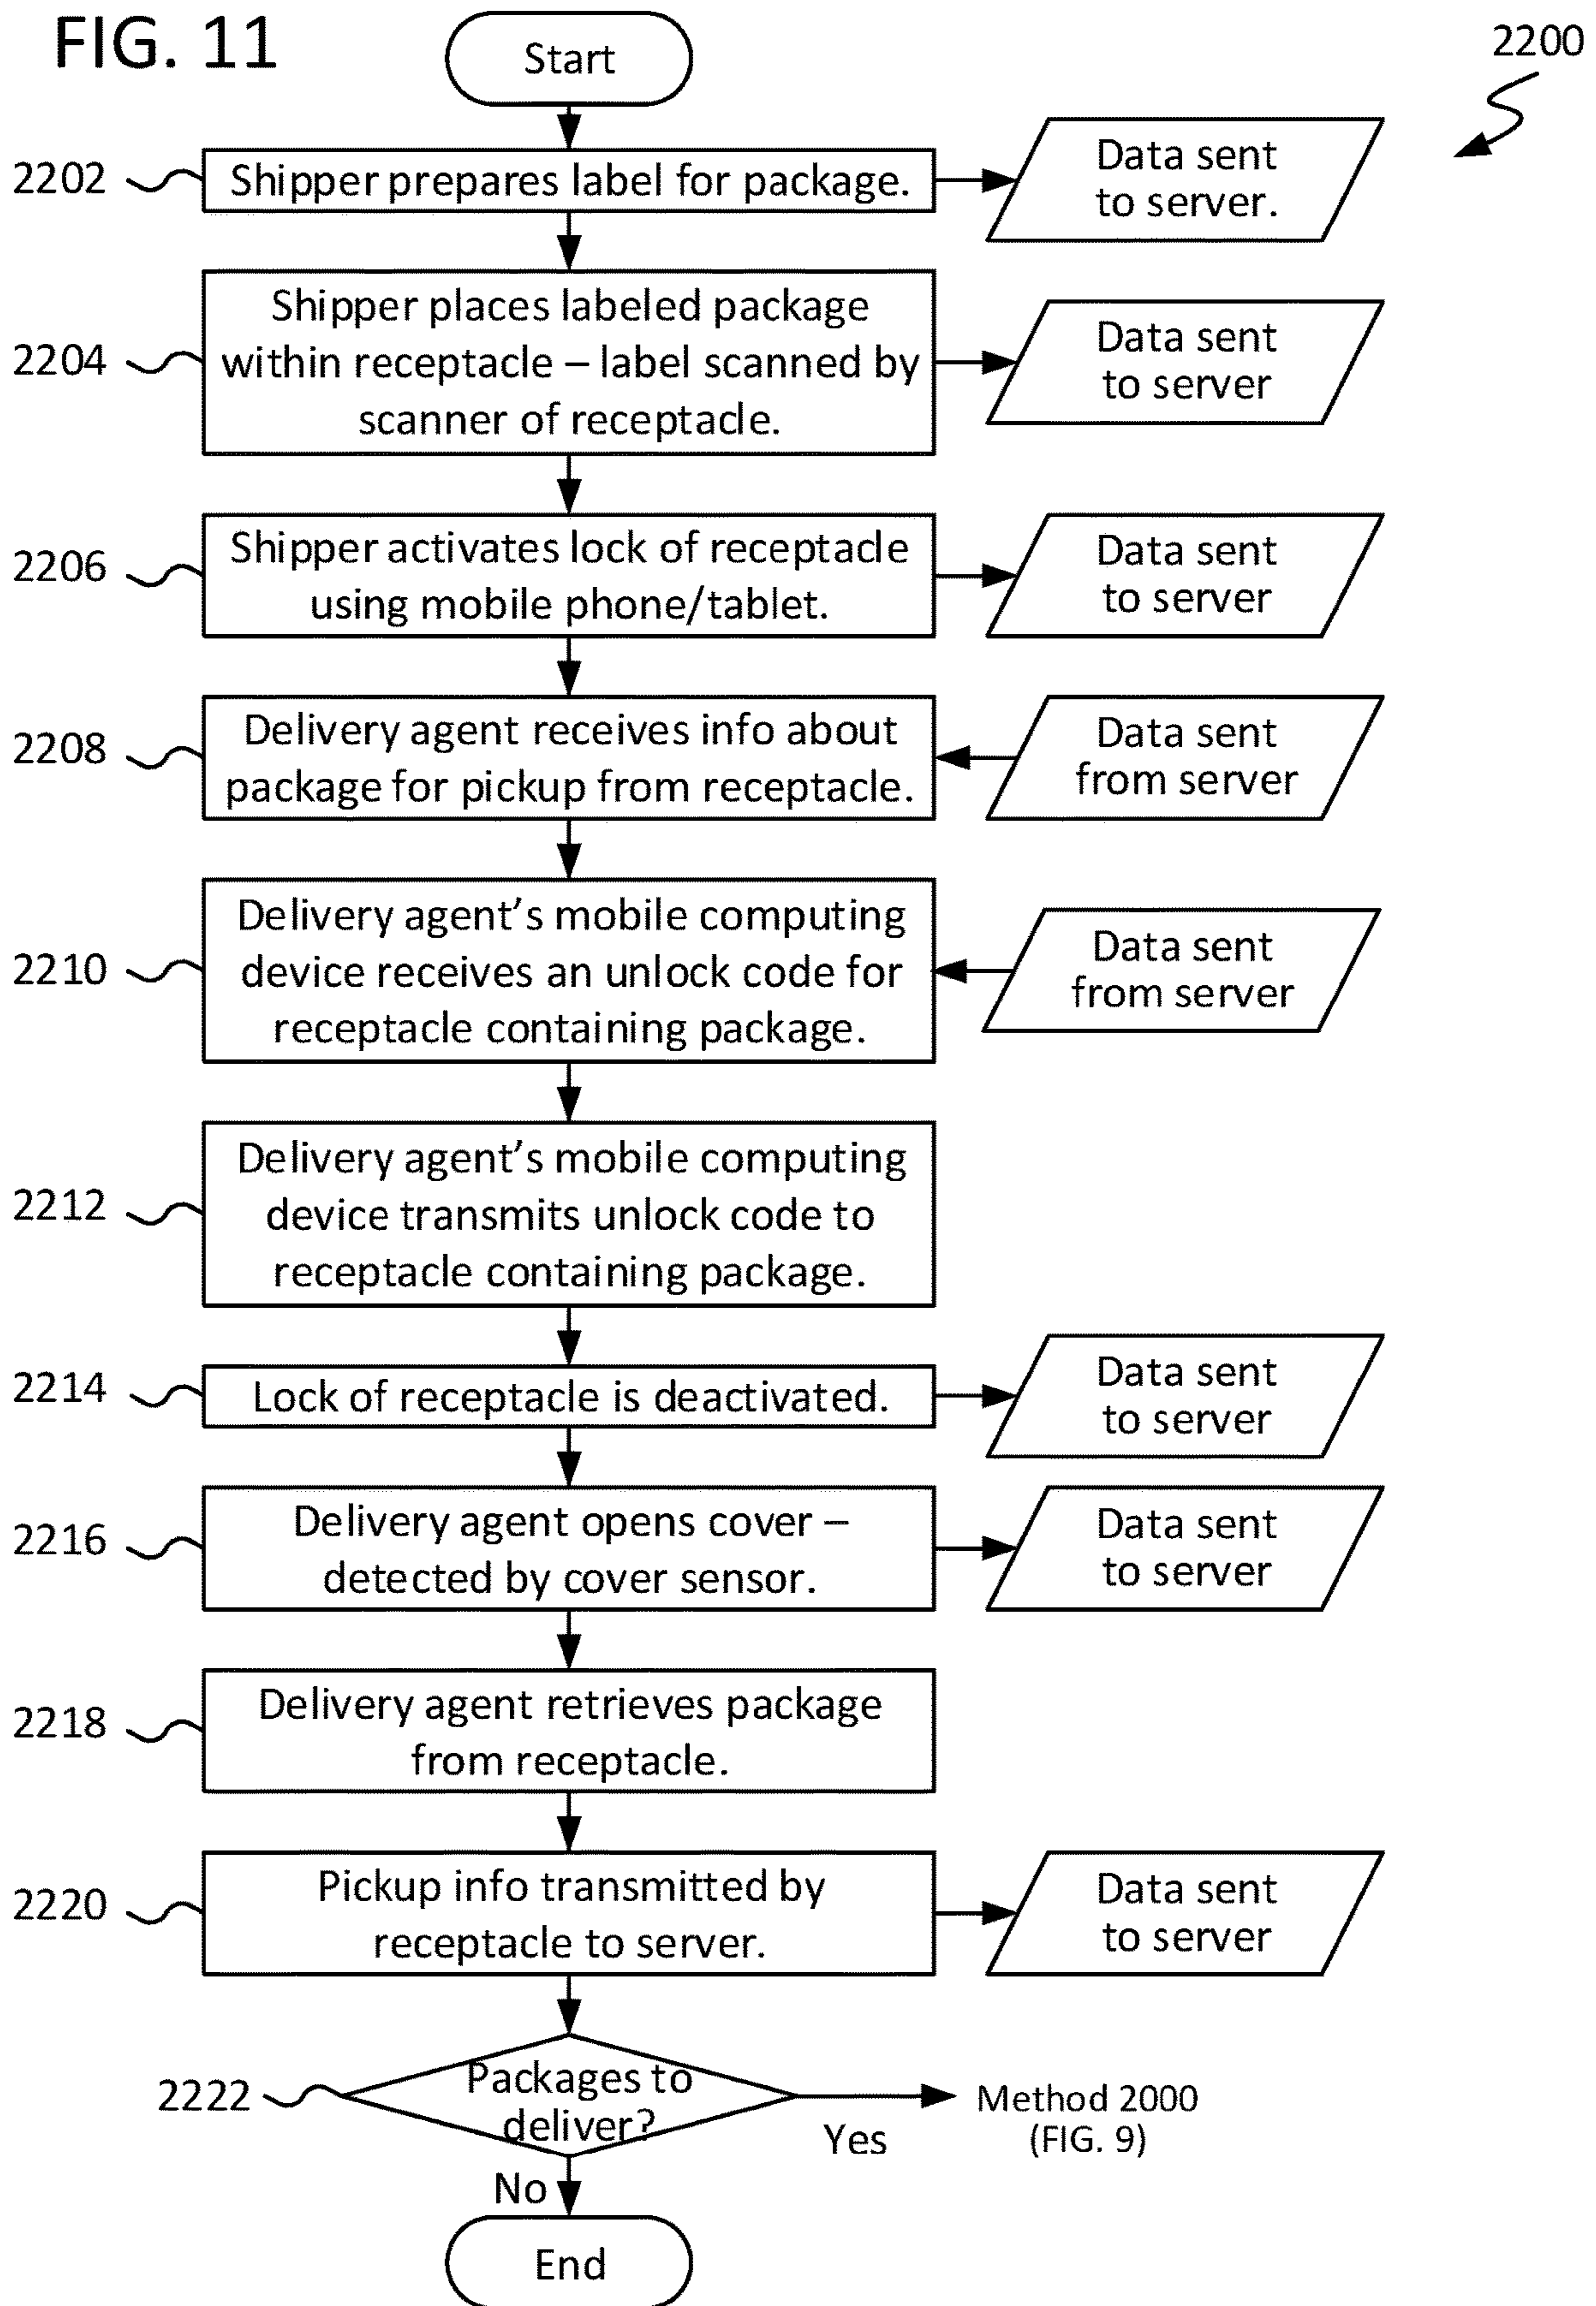 FIG. 11
Start
2200
2202
Shipper prepares label for package.
Data sent
to server.
2204
Shipper places labeled package
within receptacle – label scanned by
scanner of receptacle.
Data sent
to server
2206
Shipper activates lock of receptacle
using mobile phone/tablet.
Data sent
to server
2208
Delivery agent receives info about
package for pickup from receptacle.
Data sent
from server
2210
Delivery agent’s mobile computing
device receives an unlock code for
receptacle containing package.
Data sent
from server
2212
Delivery agent’s mobile computing
device transmits unlock code to
receptacle containing package.
2214
Lock of receptacle is deactivated.
Data sent
to server
2216
Delivery agent opens cover –
detected by cover sensor.
Data sent
to server
2218
Delivery agent retrieves package
from receptacle.
2220
Pickup info transmitted by
receptacle to server.
Data sent
to server
2222
Packages to
deliver?
Yes
Method 2000
(FIG. 9)
No
End